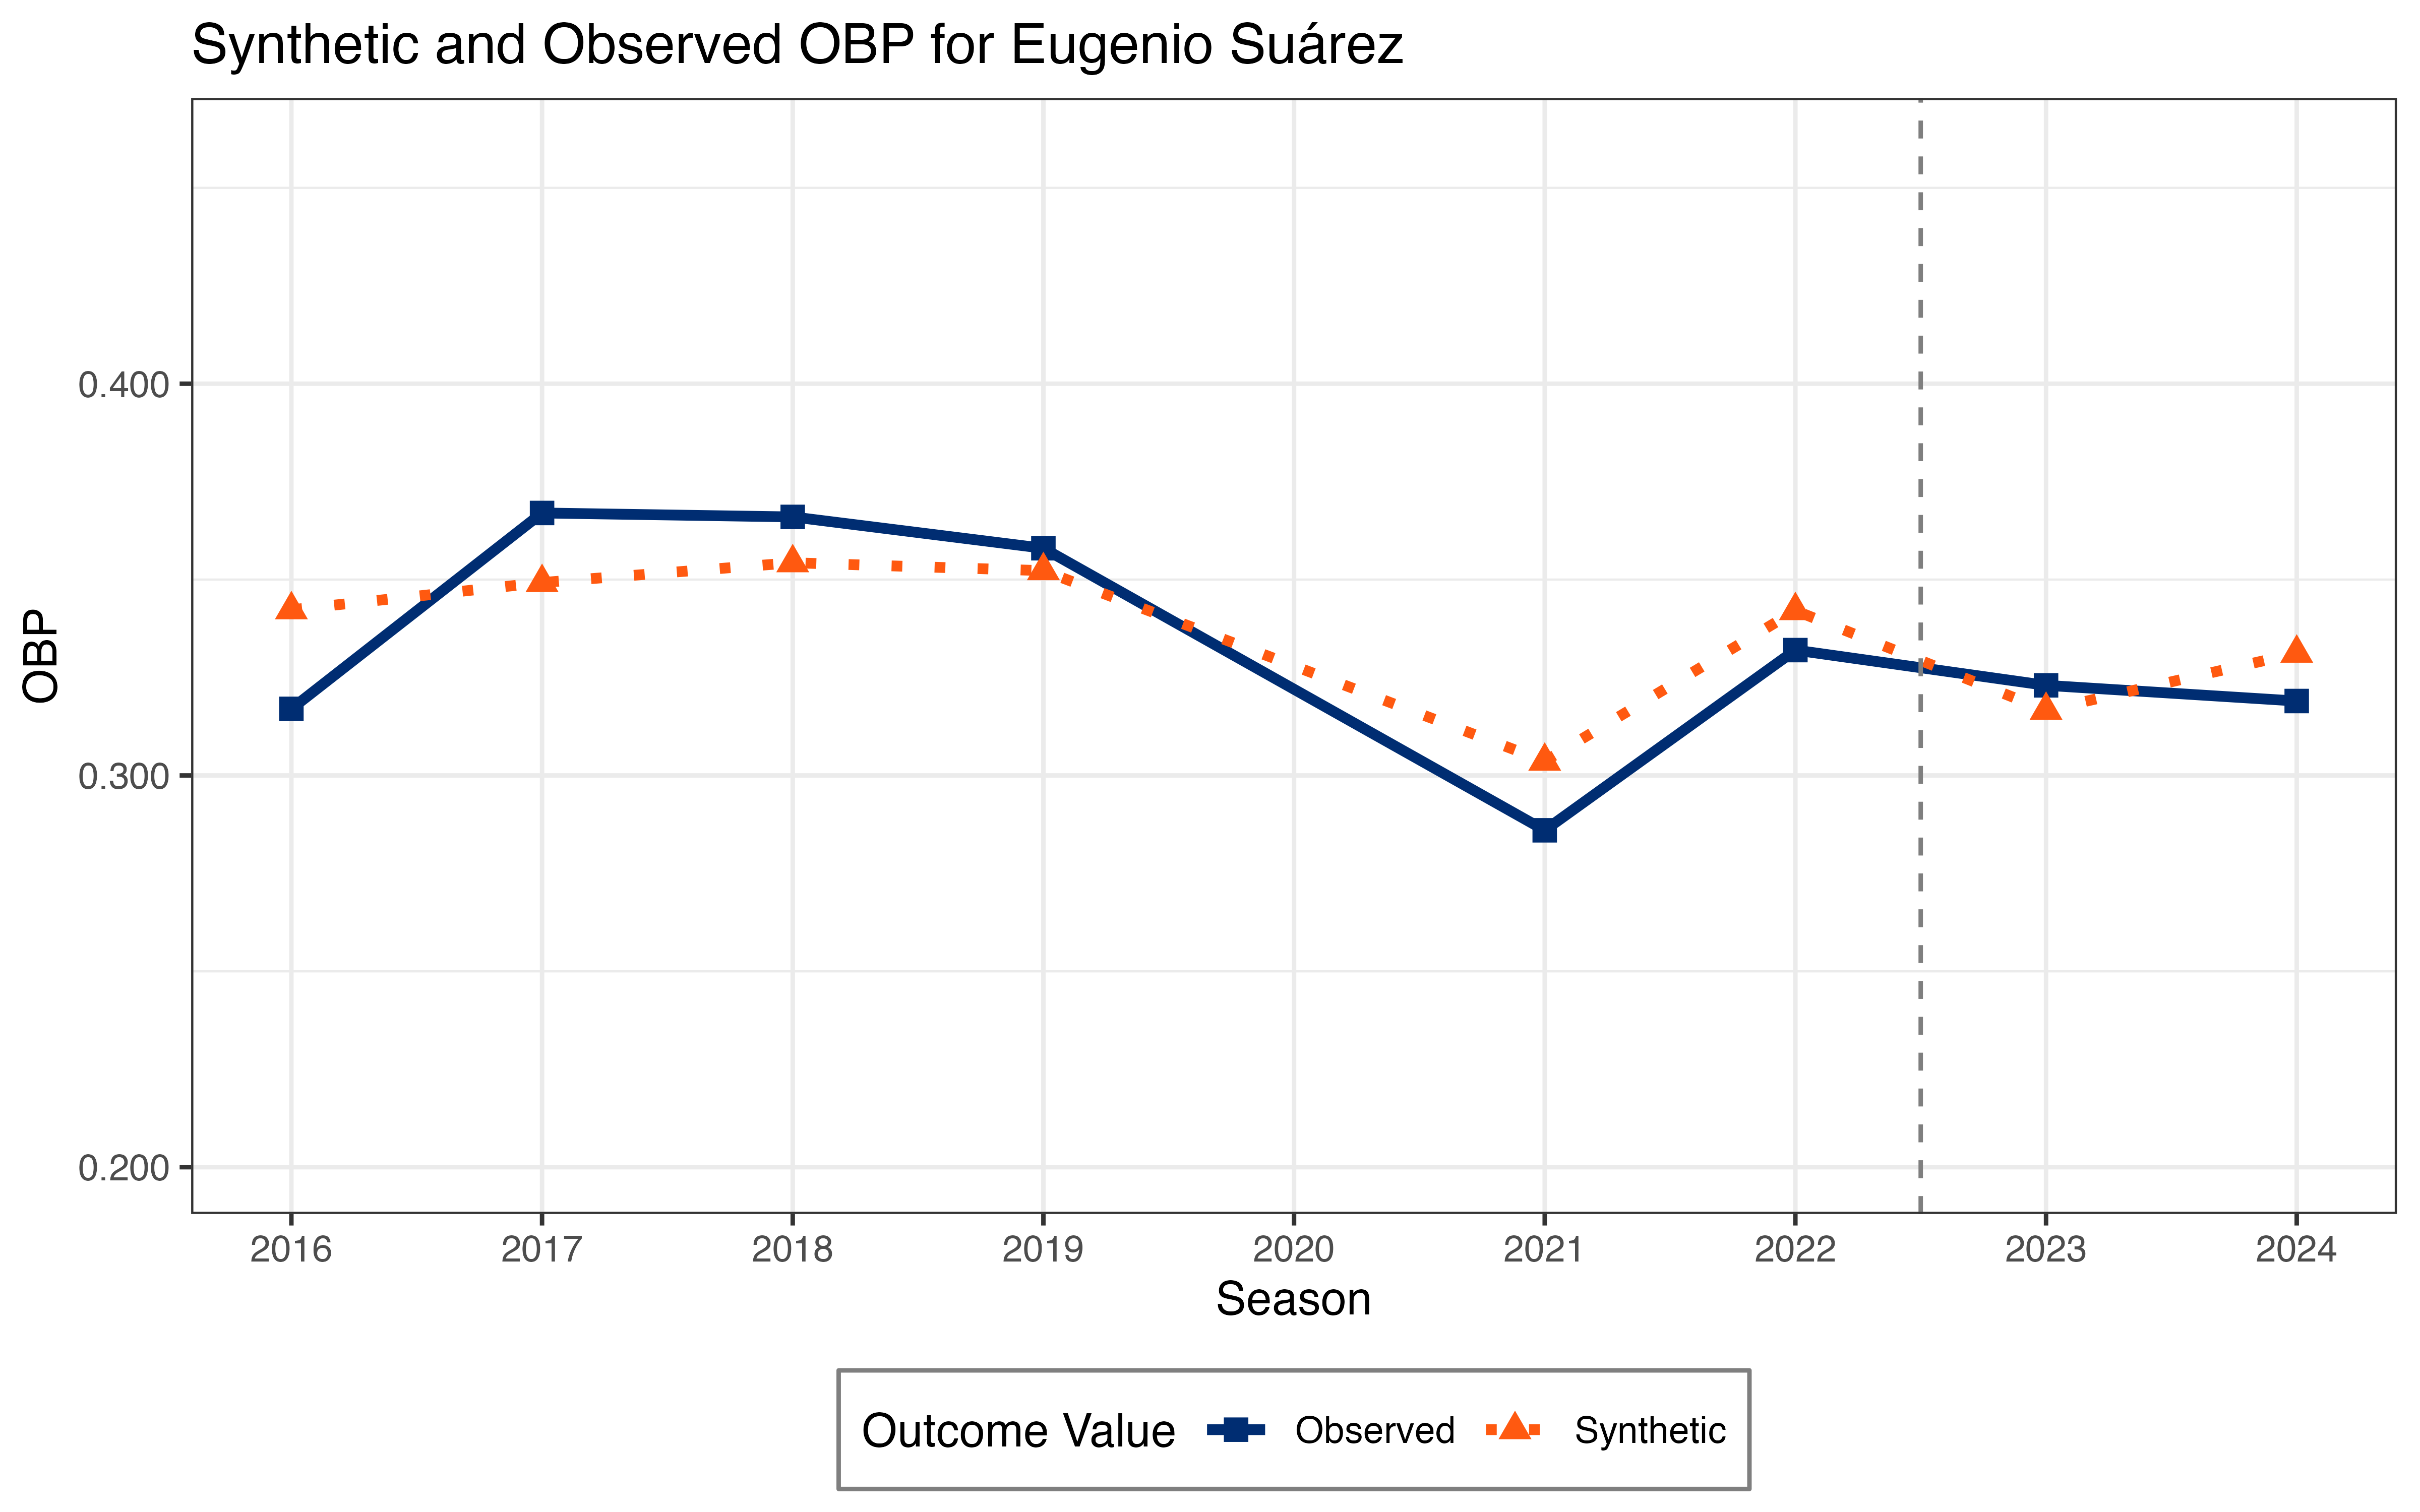 Synthetic and Observed OBP for Eugenio Suárez
OBP
0.400
0.300
0.200
2016 2017 2018 2019 2020 2021 2022 2023 2024
Season
Outcome Value Observed Synthetic